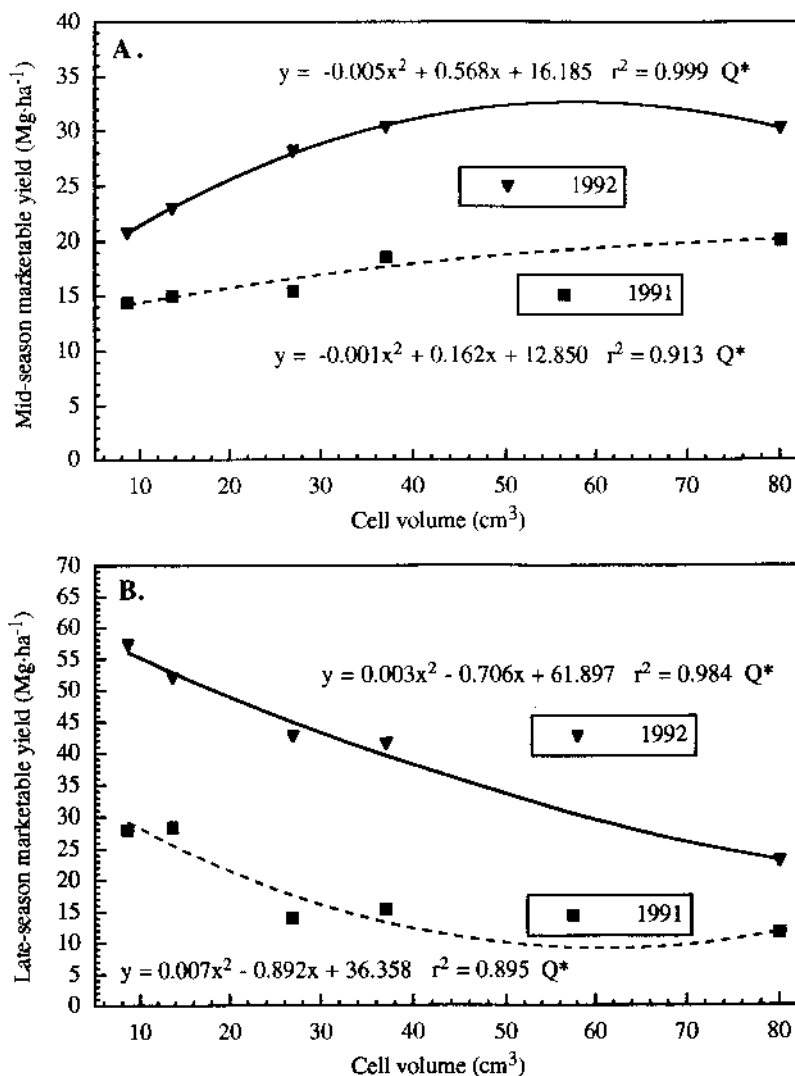 A.
y = -0.005x² + 0.568x + 16.185 r² = 0.999 Q*
1992
1991
y = -0.001x² + 0.162x + 12.850 r² = 0.913 Q*
Mid-season marketable yield (Mg·ha⁻¹)
40
35
30
25
20
15
10
5
0
10 20 30 40 50 60 70 80
Cell volume (cm³)
B.
y = 0.003x² - 0.706x + 61.897 r² = 0.984 Q*
1992
1991
y = 0.007x² - 0.892x + 36.358 r² = 0.895 Q*
Late-season marketable yield (Mg·ha⁻¹)
70
65
60
55
50
45
40
35
30
25
20
15
10
5
0
10 20 30 40 50 60 70 80
Cell volume (cm³)